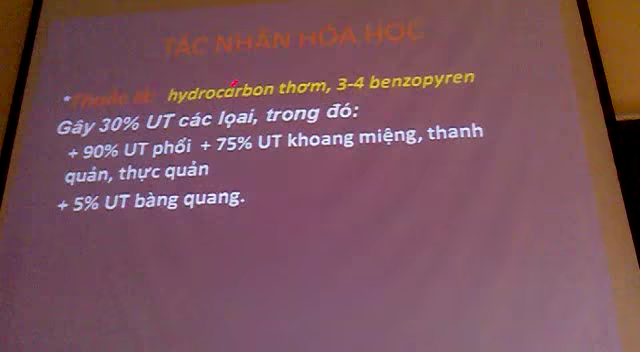 TÁC NHÂN HÓA HỌC
• Thuốc lá: hydrocarbon thơm, 3-4 benzopyren
Gây 30% UT các lọai, trong đó:
+ 90% UT phổi + 75% UT khoang miệng, thanh
quản, thực quản
+ 5% UT bàng quang.